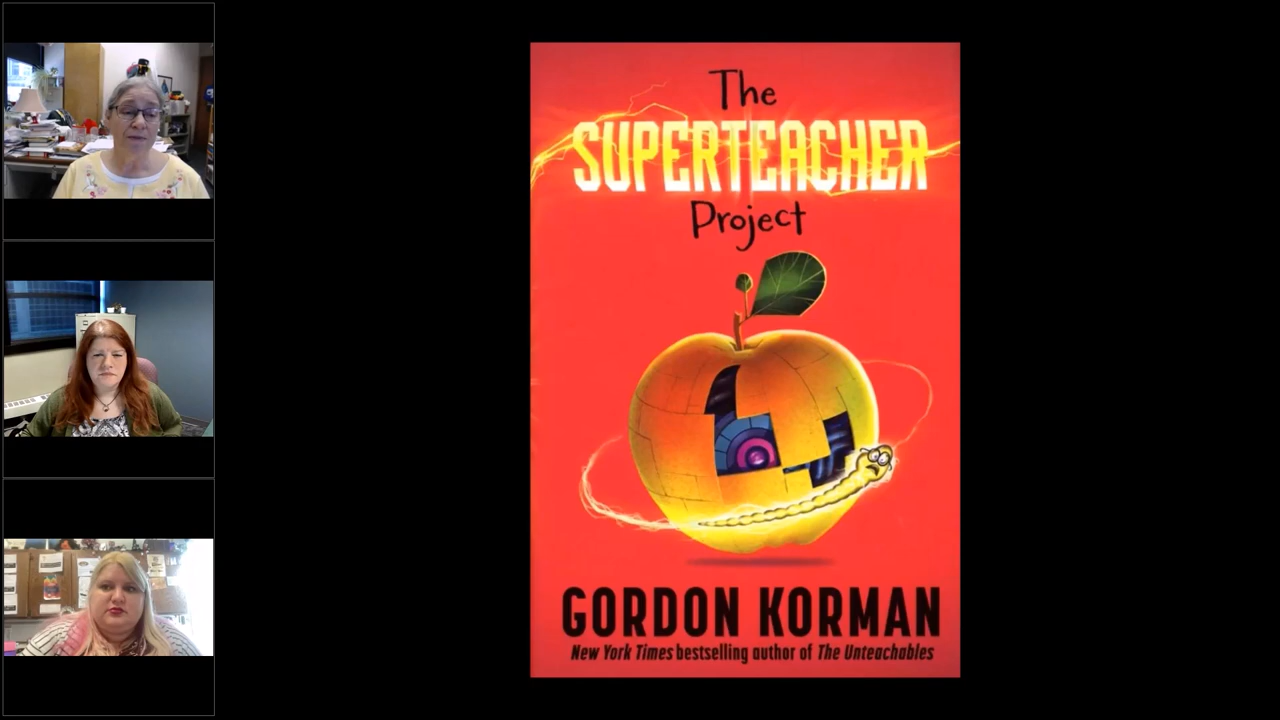 The
SUPERTEACHER
Project
GORDON KORMAN
New York Times bestselling author of The Unteachables